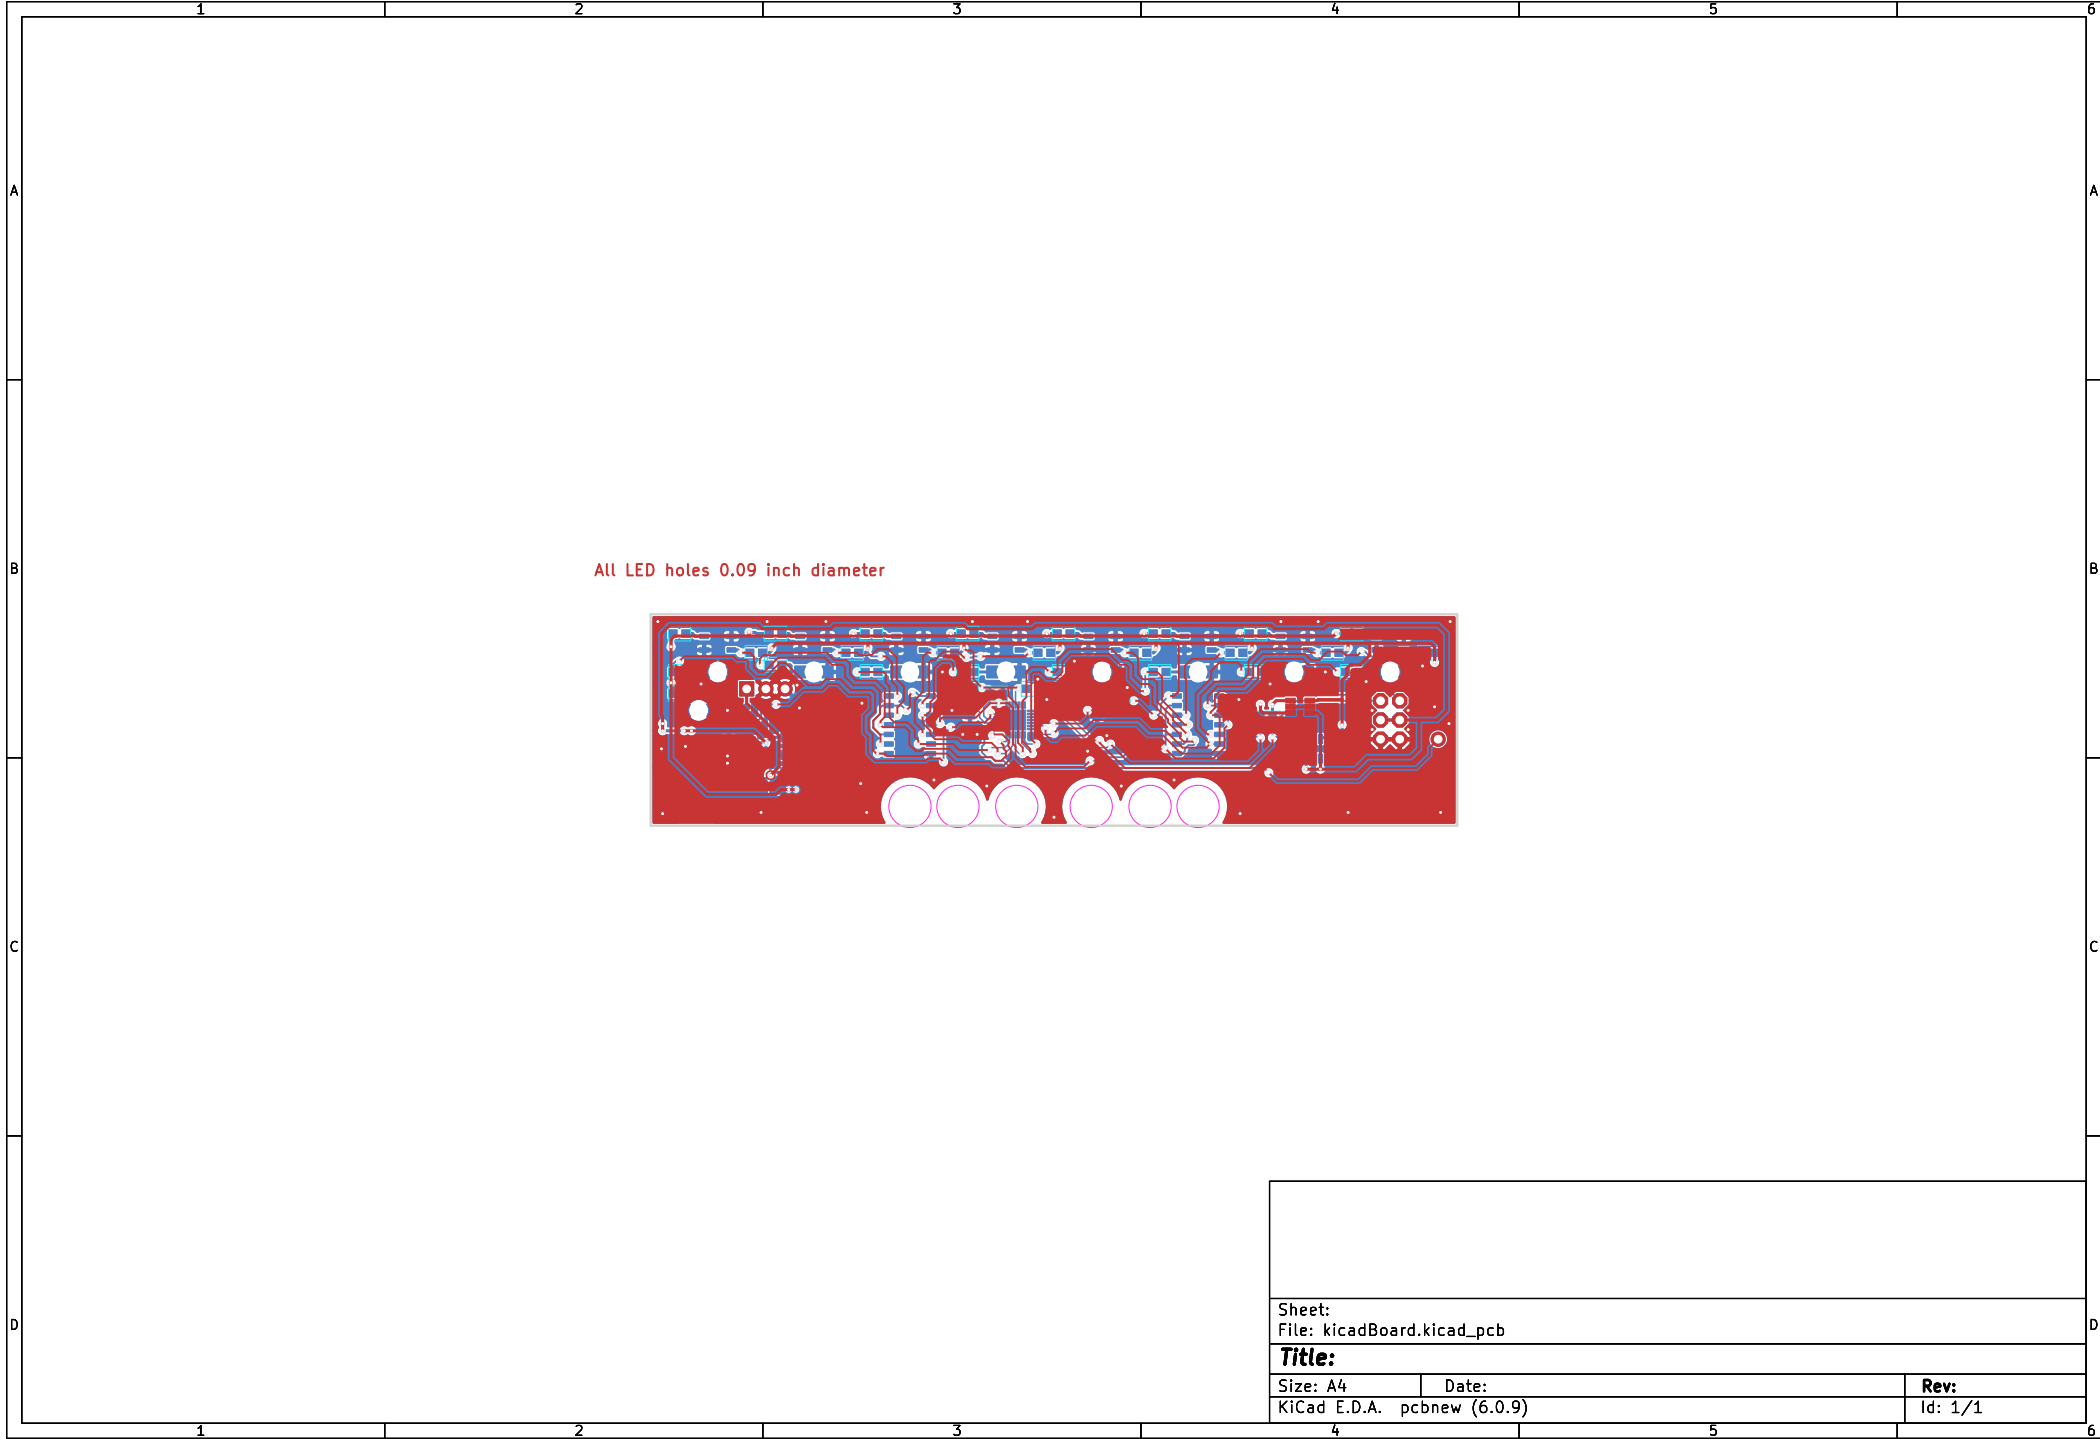 1 2 3 4 5 6
A A
All LED holes 0.09 inch diameter
B B
C C
Sheet:
D D
File: kicadBoard.kicad_pcb
Title:
Size: A4 Date: Rev:
KiCad E.D.A. pcbnew (6.0.9) Id: 1/1
1 2 3 4 5 6